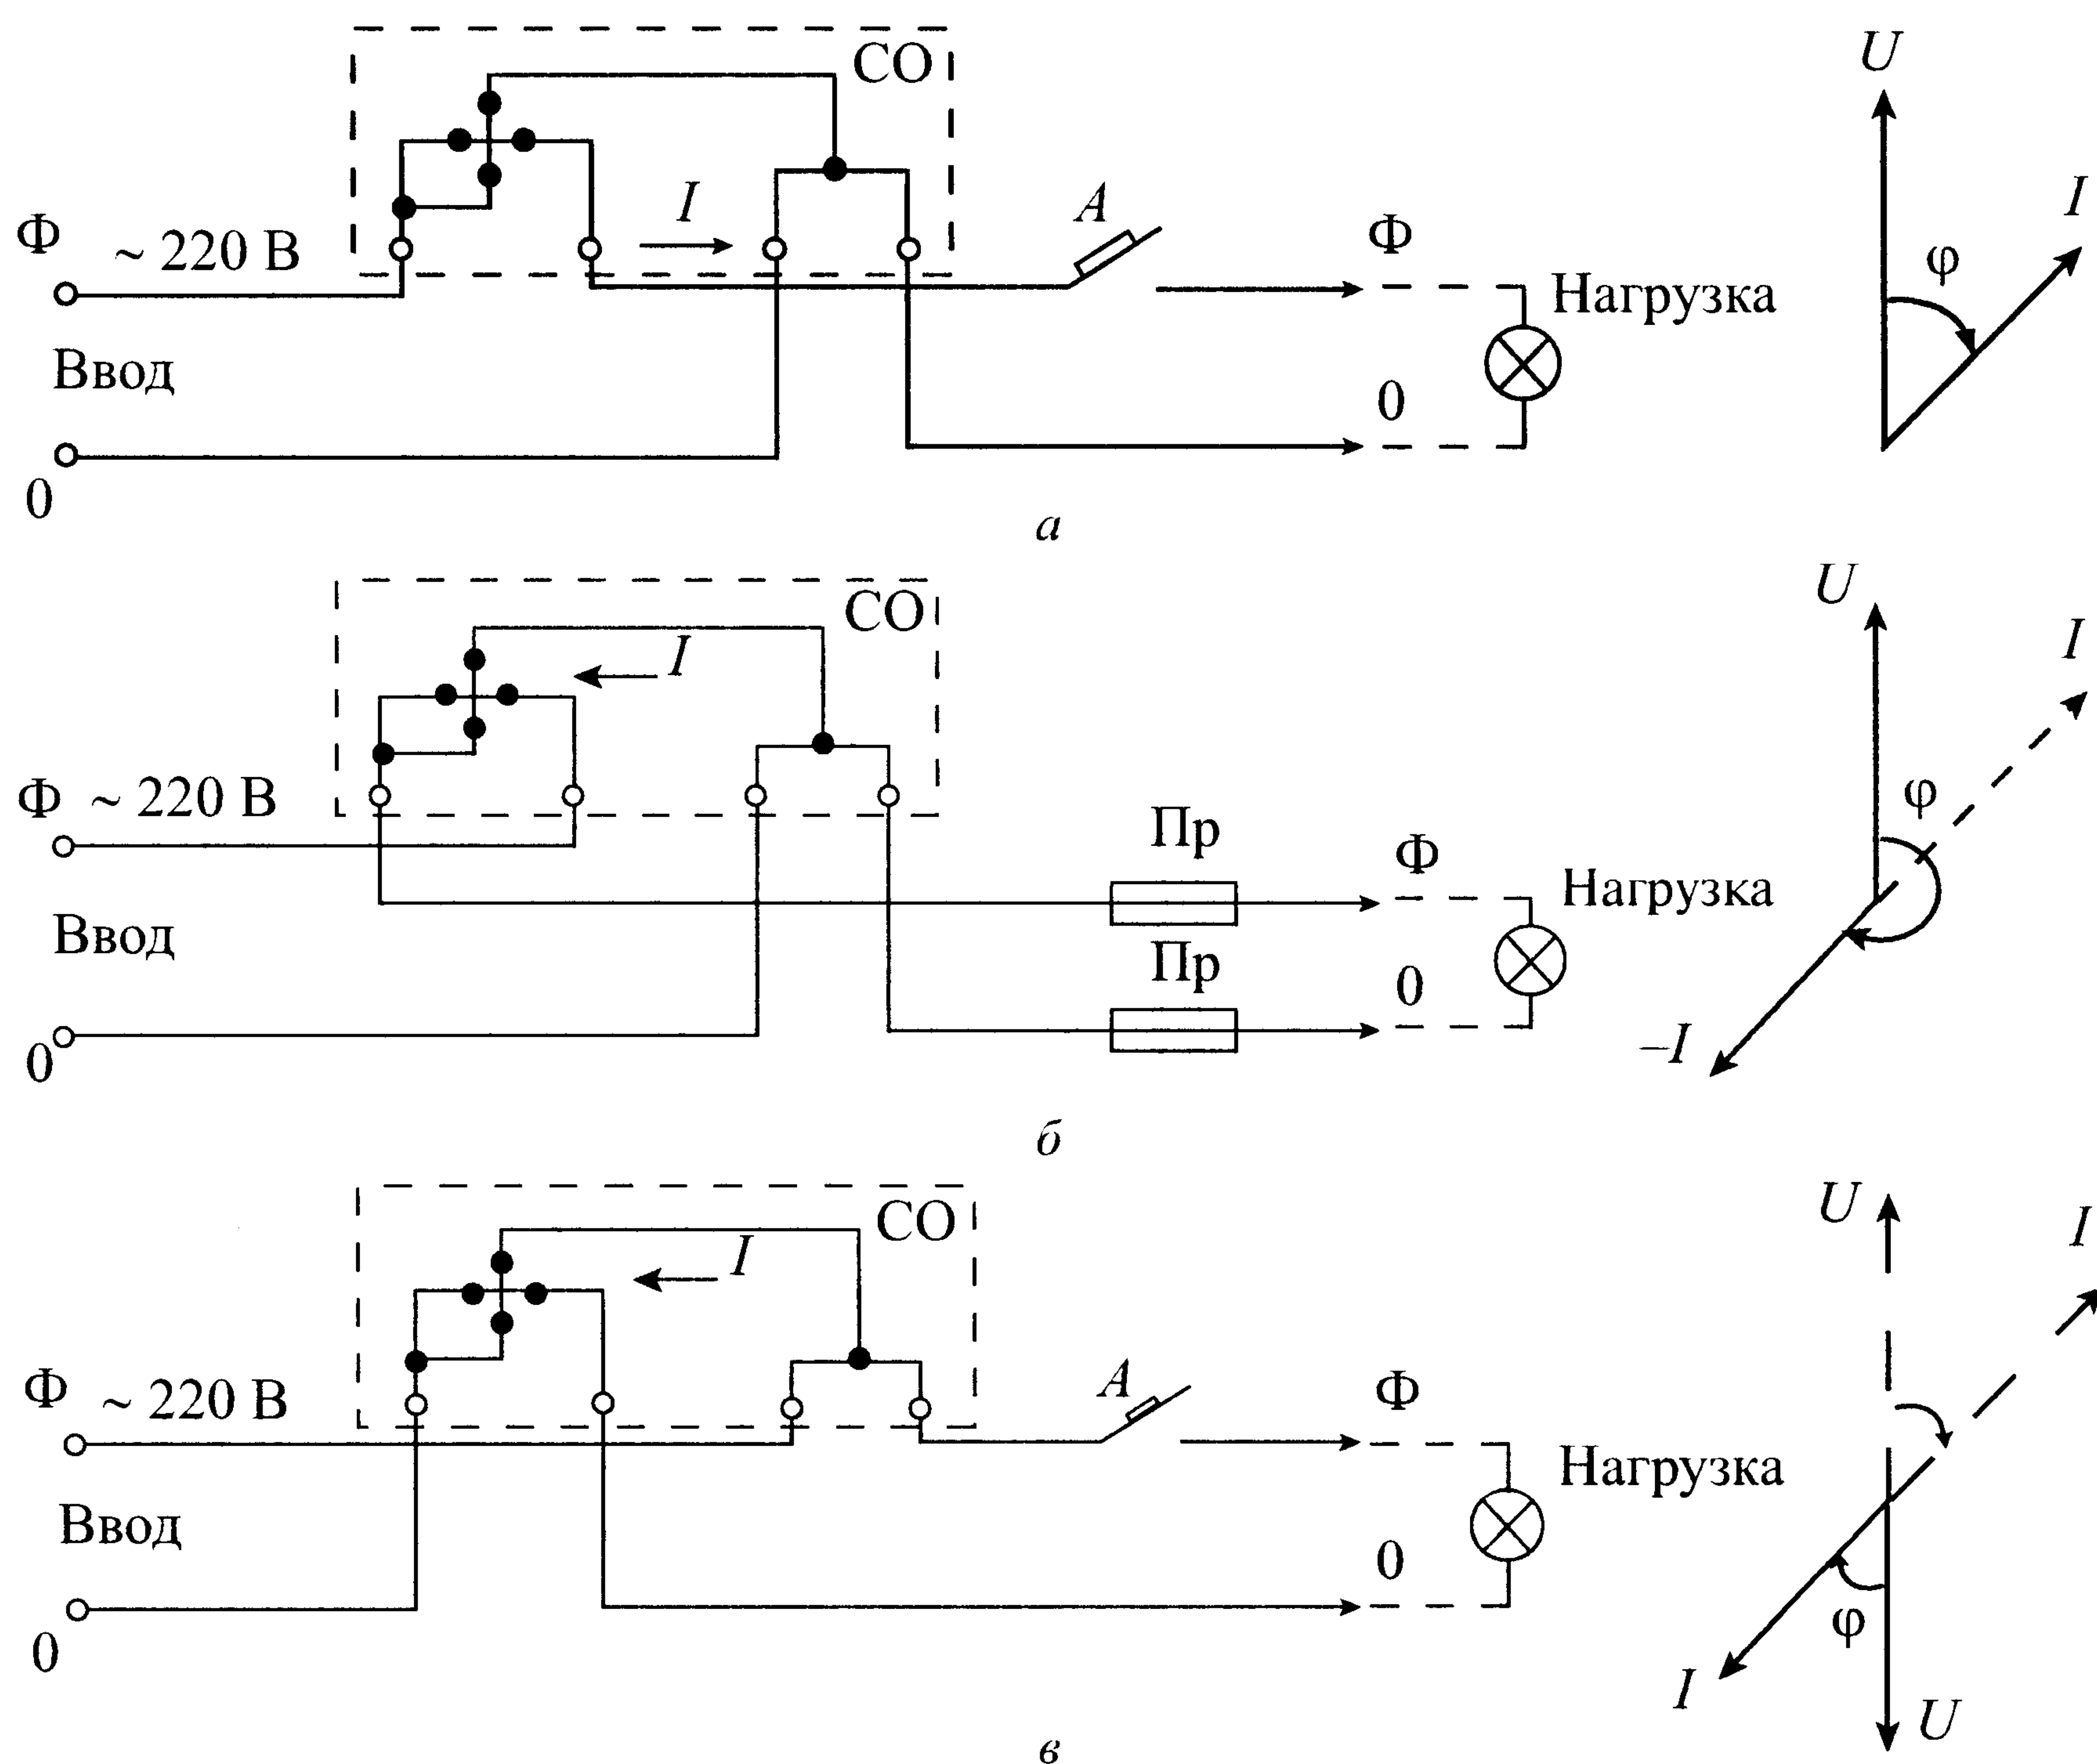 СО
U
Ф ~ 220 В
I
A
Ф
I
φ
Нагрузка
Ввод
0
0
а
СО
U
I
I
Ф ~ 220 В
φ
Пр
Ф
Нагрузка
Ввод
Пр
0
0
–I
б
СО
U
I
I
Ф ~ 220 В
A
Ф
Нагрузка
Ввод
0
0
φ
I
U
в